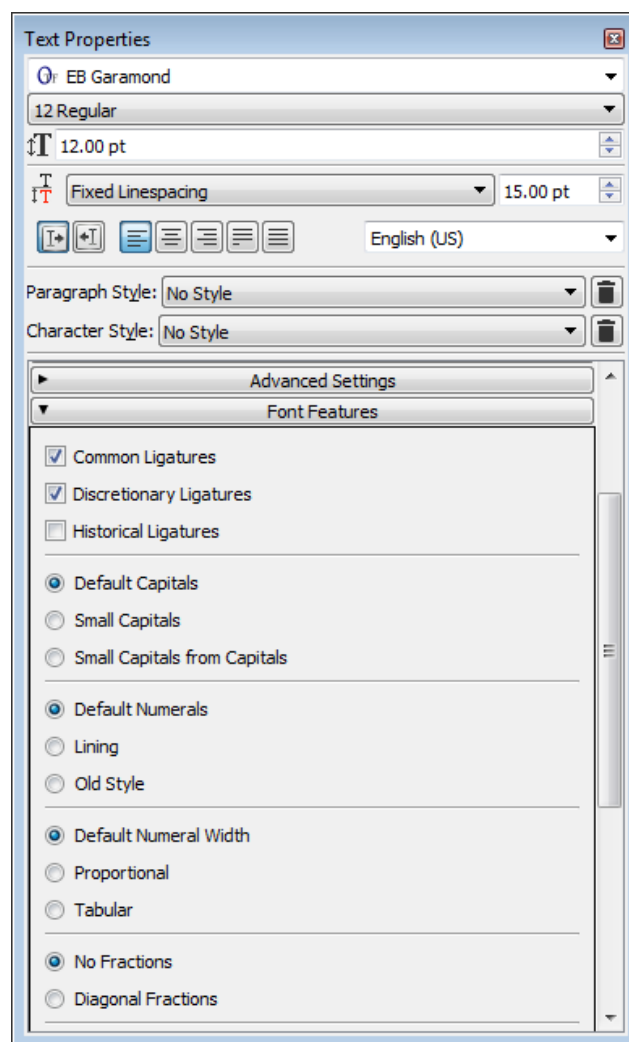 Text Properties
EB Garamond
12 Regular
12.00 pt
Fixed Linespacing 15.00 pt
English (US)
Paragraph Style: No Style
Character Style: No Style
Advanced Settings
Font Features
Common Ligatures
Discretionary Ligatures
Historical Ligatures
Default Capitals
Small Capitals
Small Capitals from Capitals
Default Numerals
Lining
Old Style
Default Numeral Width
Proportional
Tabular
No Fractions
Diagonal Fractions